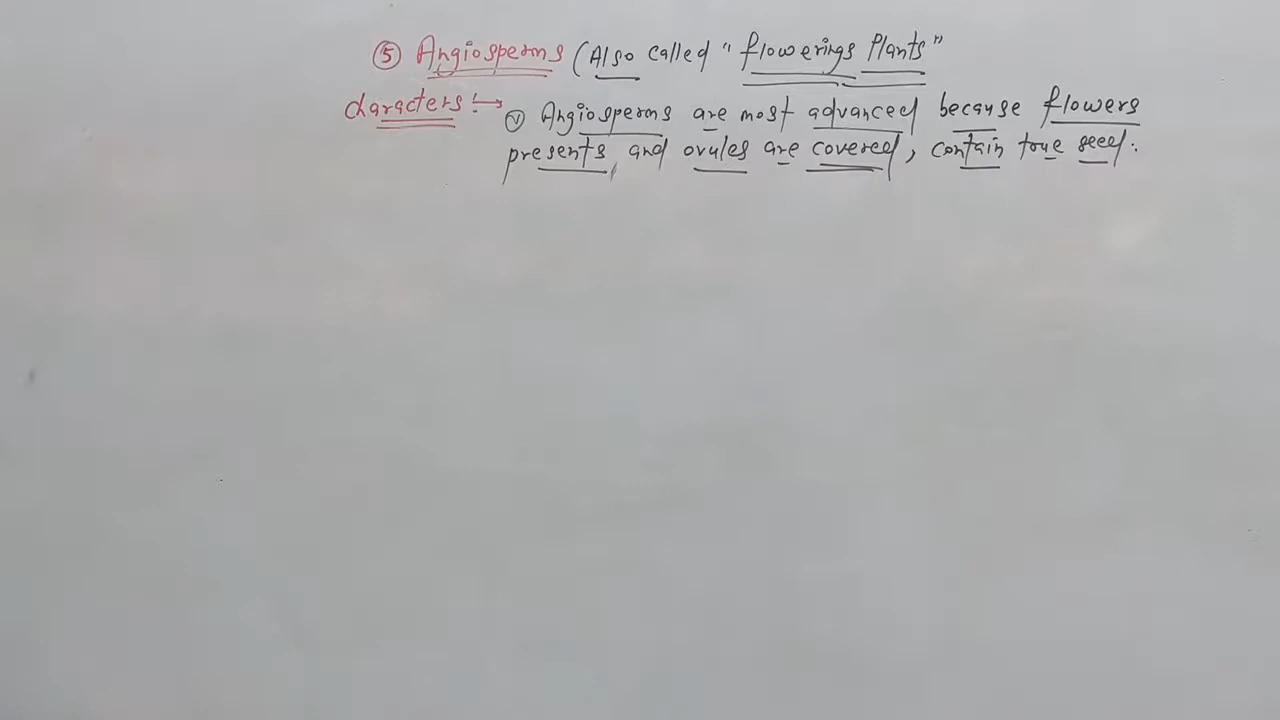 ⑤ Angiosperms (Also called "flowerings Plants"
Characters :→
ⓥ Angiosperms are most advanced because flowers
presents, and ovules are covered, contain true seed.